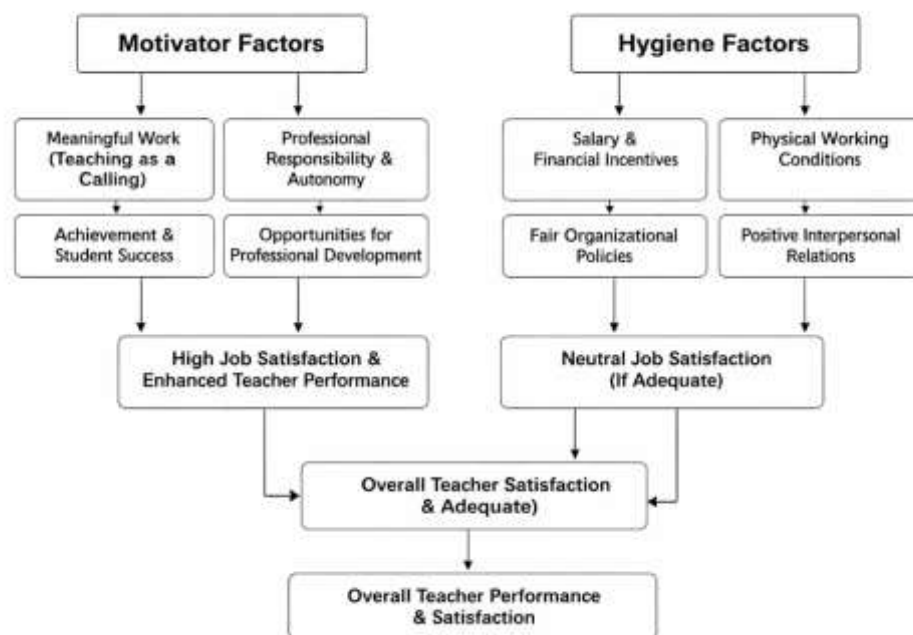 Motivator Factors
Hygiene Factors
Meaningful Work
(Teaching as a
Calling)
Professional
Responsibility &
Autonomy
Salary &
Financial Incentives
Physical Working
Conditions
Achievement &
Student Success
Opportunities for
Professional Development
Fair Organizational
Policies
Positive Interpersonal
Relations
High Job Satisfaction &
Enhanced Teacher Performance
Neutral Job Satisfaction
(If Adequate)
Overall Teacher Satisfaction
& Adequate)
Overall Teacher Performance
& Satisfaction